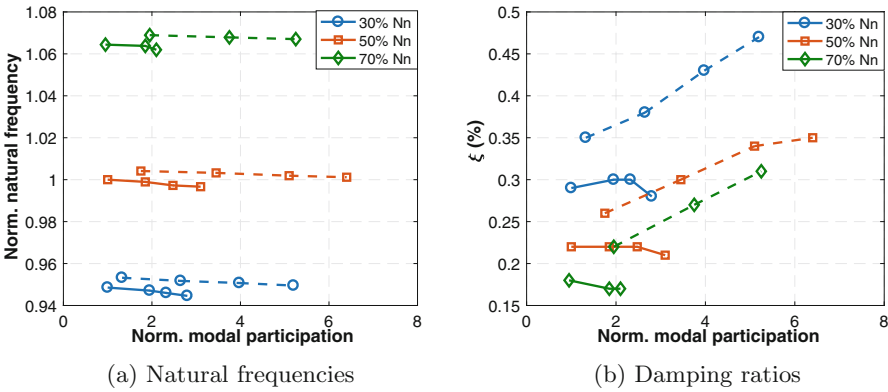 1.08
1.06
1.04
1.02
1
0.98
0.96
0.94
0
2
4
6
8
Norm. natural frequency
Norm. modal participation
30% Nn
50% Nn
70% Nn
(a) Natural frequencies
0.5
0.45
0.4
0.35
0.3
0.25
0.2
0.15
0
2
4
6
8
ξ (%)
Norm. modal participation
30% Nn
50% Nn
70% Nn
(b) Damping ratios